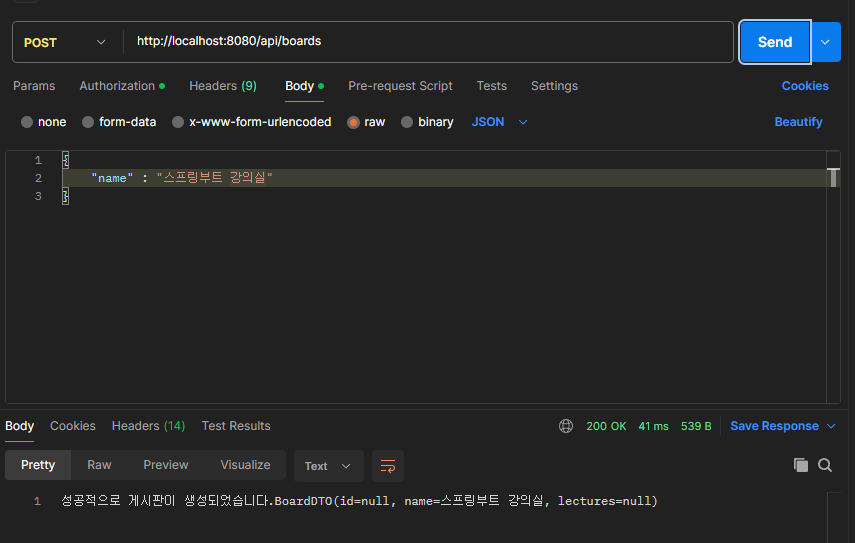 POST http://localhost:8080/api/boards Send
Params Authorization Headers (9) Body Pre-request Script Tests Settings Cookies
none form-data x-www-form-urlencoded raw binary JSON Beautify
1 {
2 "name" : "스프링부트 강의실"
3 }
Body Cookies Headers (14) Test Results 200 OK 41 ms 539 B Save Response
Pretty Raw Preview Visualize Text
1 성공적으로 게시판이 생성되었습니다.BoardDTO(id=null, name=스프링부트 강의실, lectures=null)